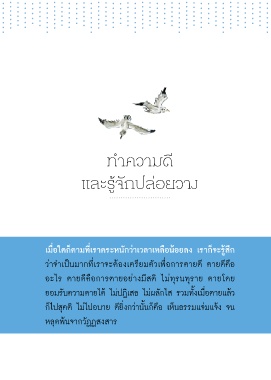 ทำความดี
และรู้จักปล่อยวาง
เมื่อใดก็ตามที่เราตระหนักว่าเวลาเหลือน้อยลง เราก็จะรู้สึก
ว่าจำเป็นมากที่เราจะต้องเตรียมตัวเพื่อการตายดี ตายดีคือ
อะไร ตายดีคือการตายอย่างมีสติ ไม่ทุรนทุราย ตายโดย
ยอมรับความตายได้ ไม่ปฏิเสธ ไม่ผลักไส รวมทั้งเมื่อตายแล้ว
ก็ไปสุคติ ไม่ไปอบาย ดียิ่งกว่านั้นก็คือ เห็นธรรมแจ่มแจ้ง จน
หลุดพ้นจากวัฏฏสงสาร